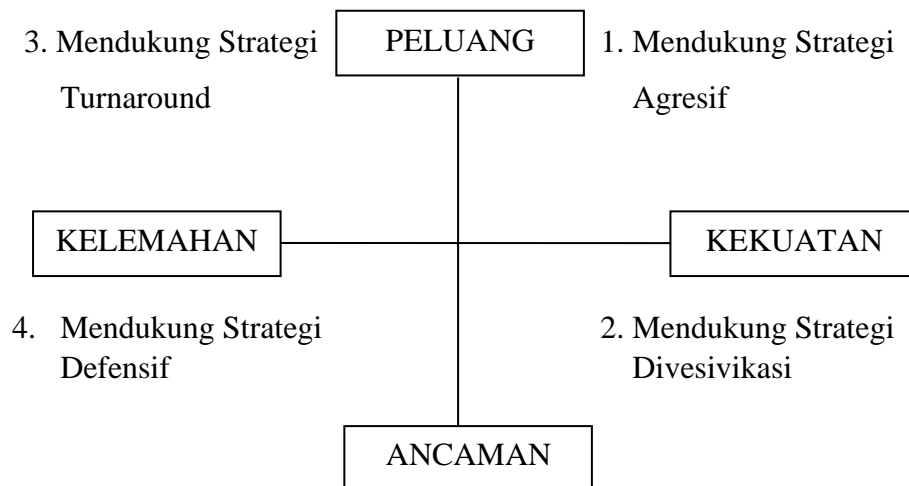 3. Mendukung Strategi
Turnaround
PELUANG
1. Mendukung Strategi
Agresif
KELEMAHAN
KEKUATAN
4. Mendukung Strategi
Defensif
2. Mendukung Strategi
Divesivikasi
ANCAMAN